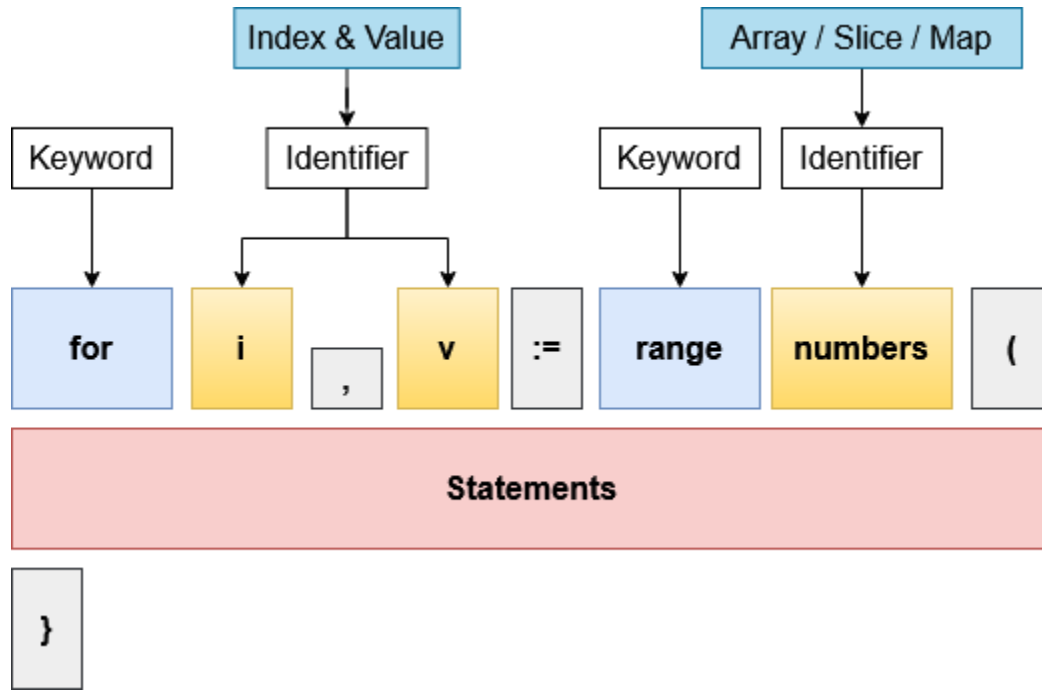 Index & Value Array / Slice / Map
Keyword Identifier Keyword Identifier
for i , v := range numbers (
Statements
}